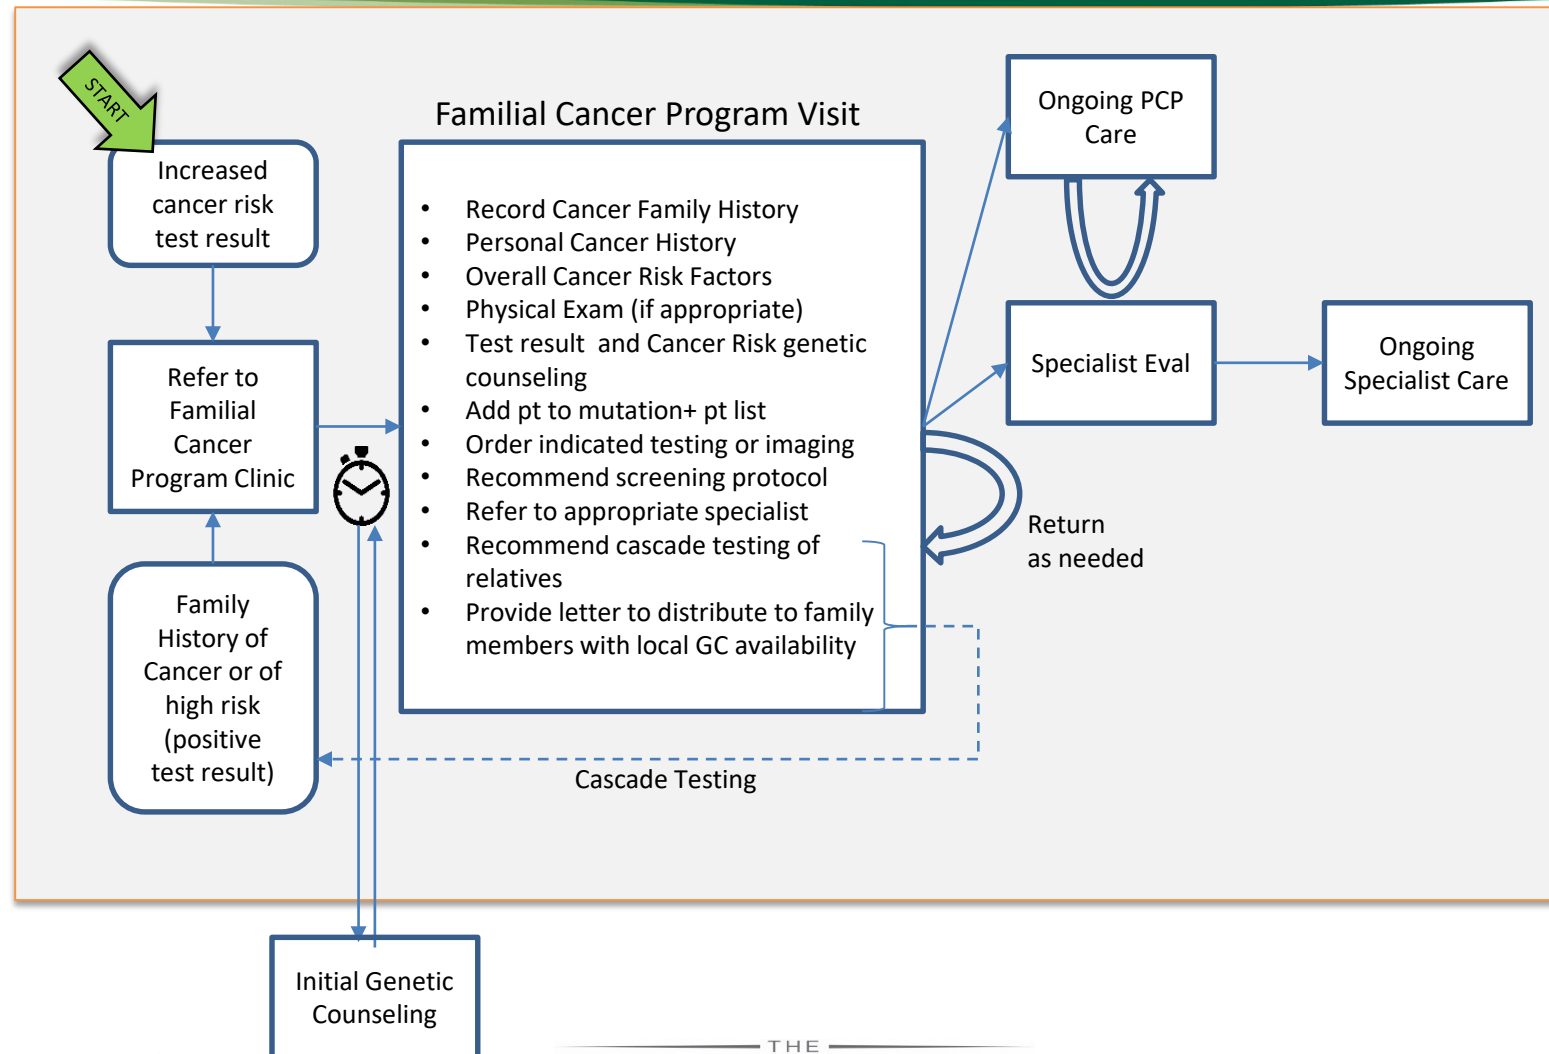 START
Increased
cancer risk
test result
Refer to
Familial
Cancer
Program Clinic
Family
History of
Cancer or of
high risk
(positive
test result)
Familial Cancer Program Visit
• Record Cancer Family History
• Personal Cancer History
• Overall Cancer Risk Factors
• Physical Exam (if appropriate)
• Test result and Cancer Risk genetic
counseling
• Add pt to mutation+ pt list
• Order indicated testing or imaging
• Recommend screening protocol
• Refer to appropriate specialist
• Recommend cascade testing of
relatives
• Provide letter to distribute to family
members with local GC availability
Ongoing PCP
Care
Specialist Eval
Ongoing
Specialist Care
Return
as needed
Cascade Testing
Initial Genetic
Counseling
THE